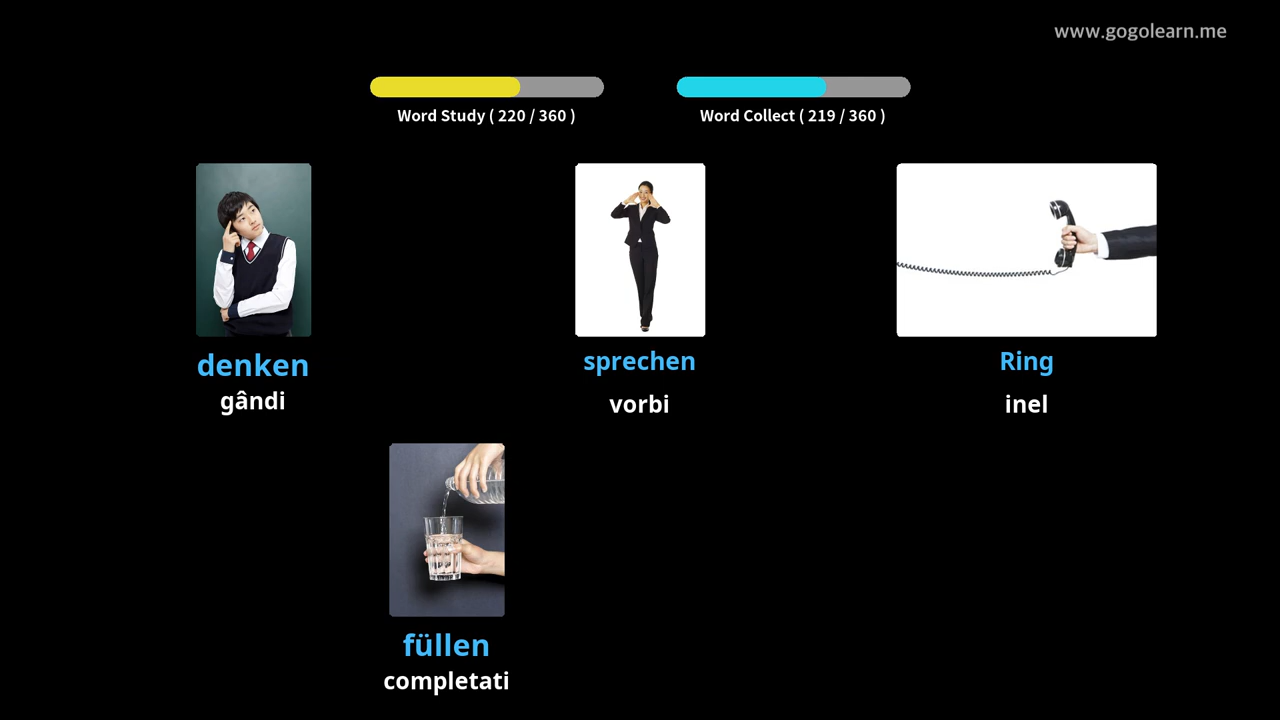 www.gogolearn.me
Word Study ( 220 / 360 )
Word Collect ( 219 / 360 )
denken
gândi
sprechen
vorbi
Ring
inel
füllen
completati